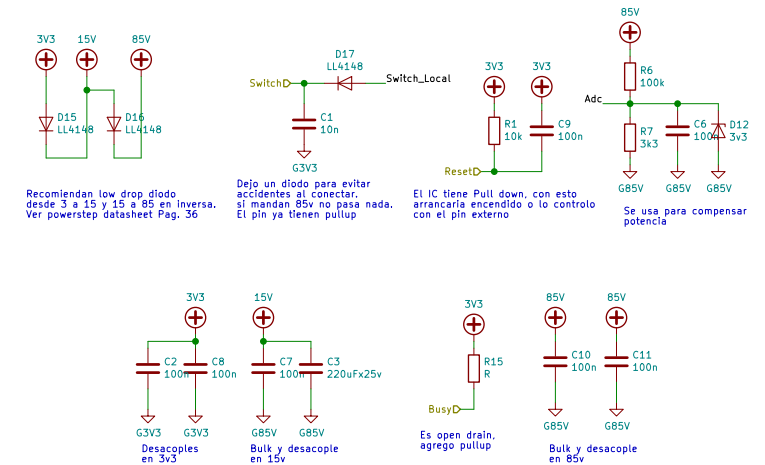 3V3
15V
85V
D15
LL4148
D16
LL4148
Recomiendan low drop diodo
desde 3 a 15 y 15 a 85 en inversa.
Ver powerstep datasheet Pag. 36
D17
LL4148
Switch
Switch_Local
C1
10n
G3V3
Dejo un diodo para evitar
accidentes al conectar.
si mandan 85v no pasa nada.
El pin ya tienen pullup
3V3
3V3
R1
10k
C9
100n
Reset
El IC tiene Pull down, con esto
arrancaria encendido o lo controlo
con el pin externo
85V
R6
100k
Adc
R7
3k3
C6
100n
D12
3v3
G85V
G85V
G85V
Se usa para compensar
potencia
3V3
C2
100n
C8
100n
G3V3
G3V3
Desacoples
en 3v3
15V
C7
100n
C3
220uFx25v
G85V
G85V
Bulk y desacople
en 15v
3V3
R15
R
Busy
Es open drain,
agrego pullup
85V
85V
C10
100n
C11
100n
G85V
G85V
Bulk y desacople
en 85v